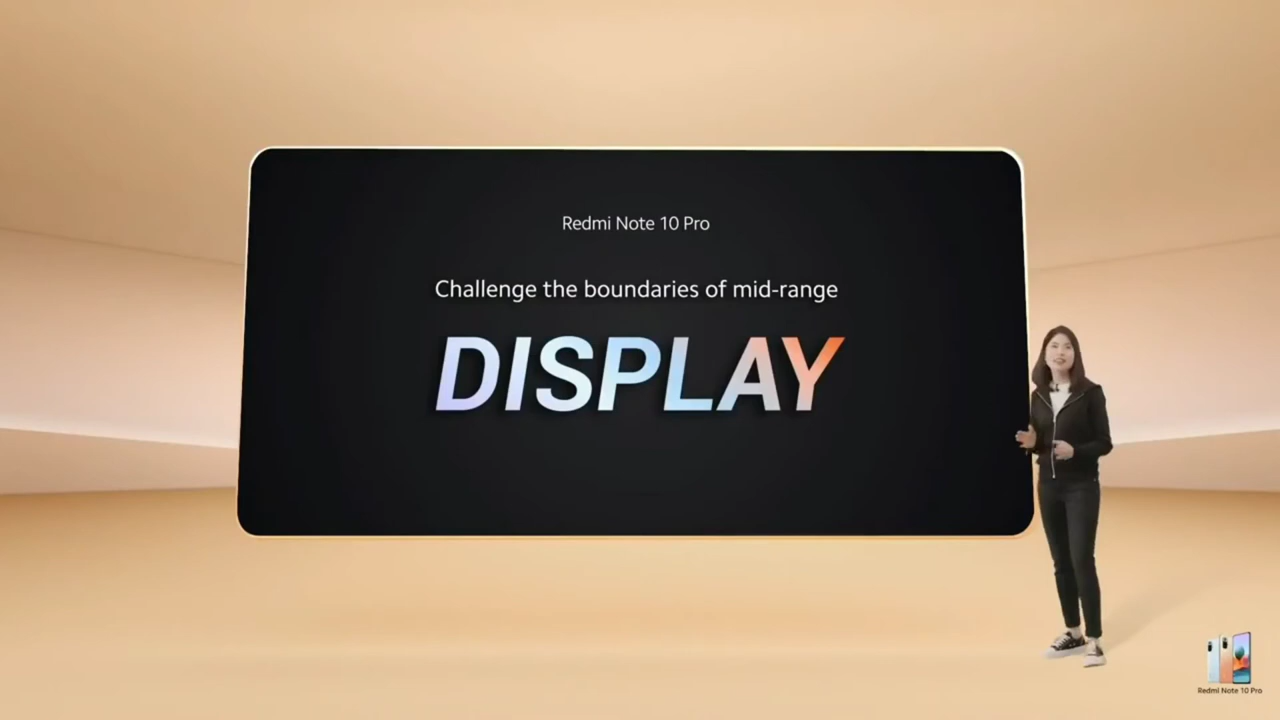 Redmi Note 10 Pro
Challenge the boundaries of mid-range
DISPLAY
Redmi Note 10 Pro